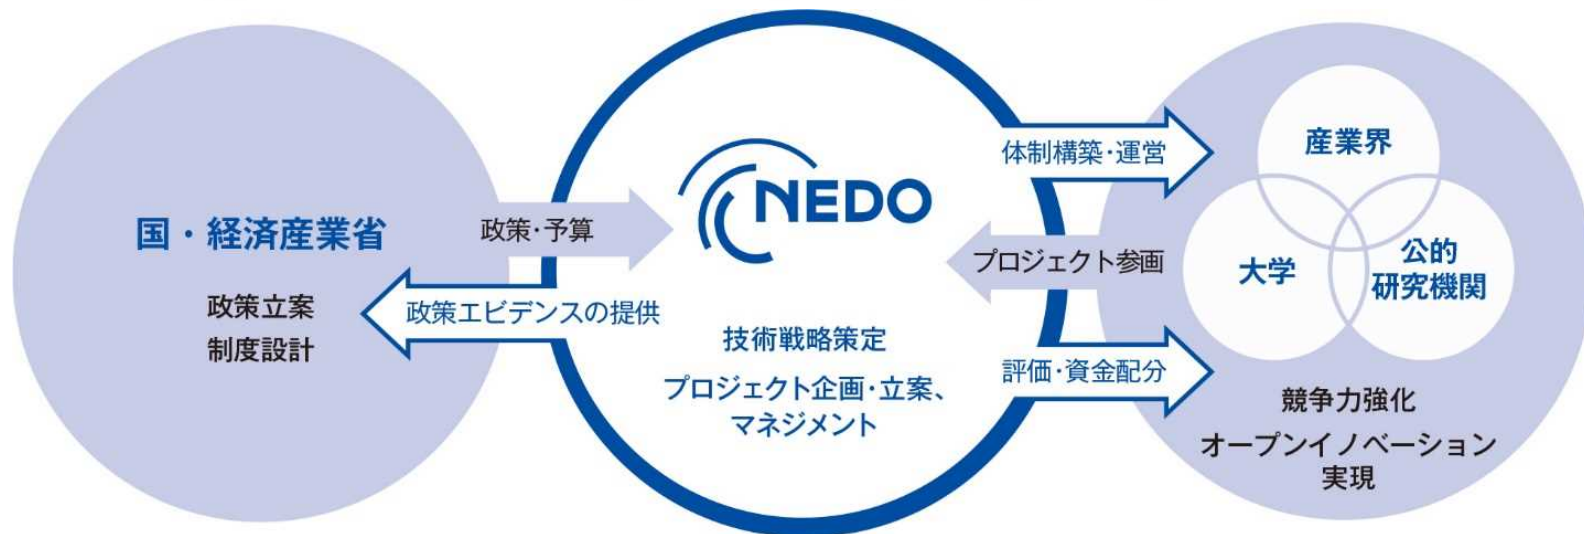 国・経済産業省
政策立案
制度設計
政策・予算
政策エビデンスの提供
NEDO
技術戦略策定
プロジェクト企画・立案、
マネジメント
体制構築・運営
プロジェクト参画
評価・資金配分
産業界
大学
公的
研究機関
競争力強化
オープンイノベーション
実現